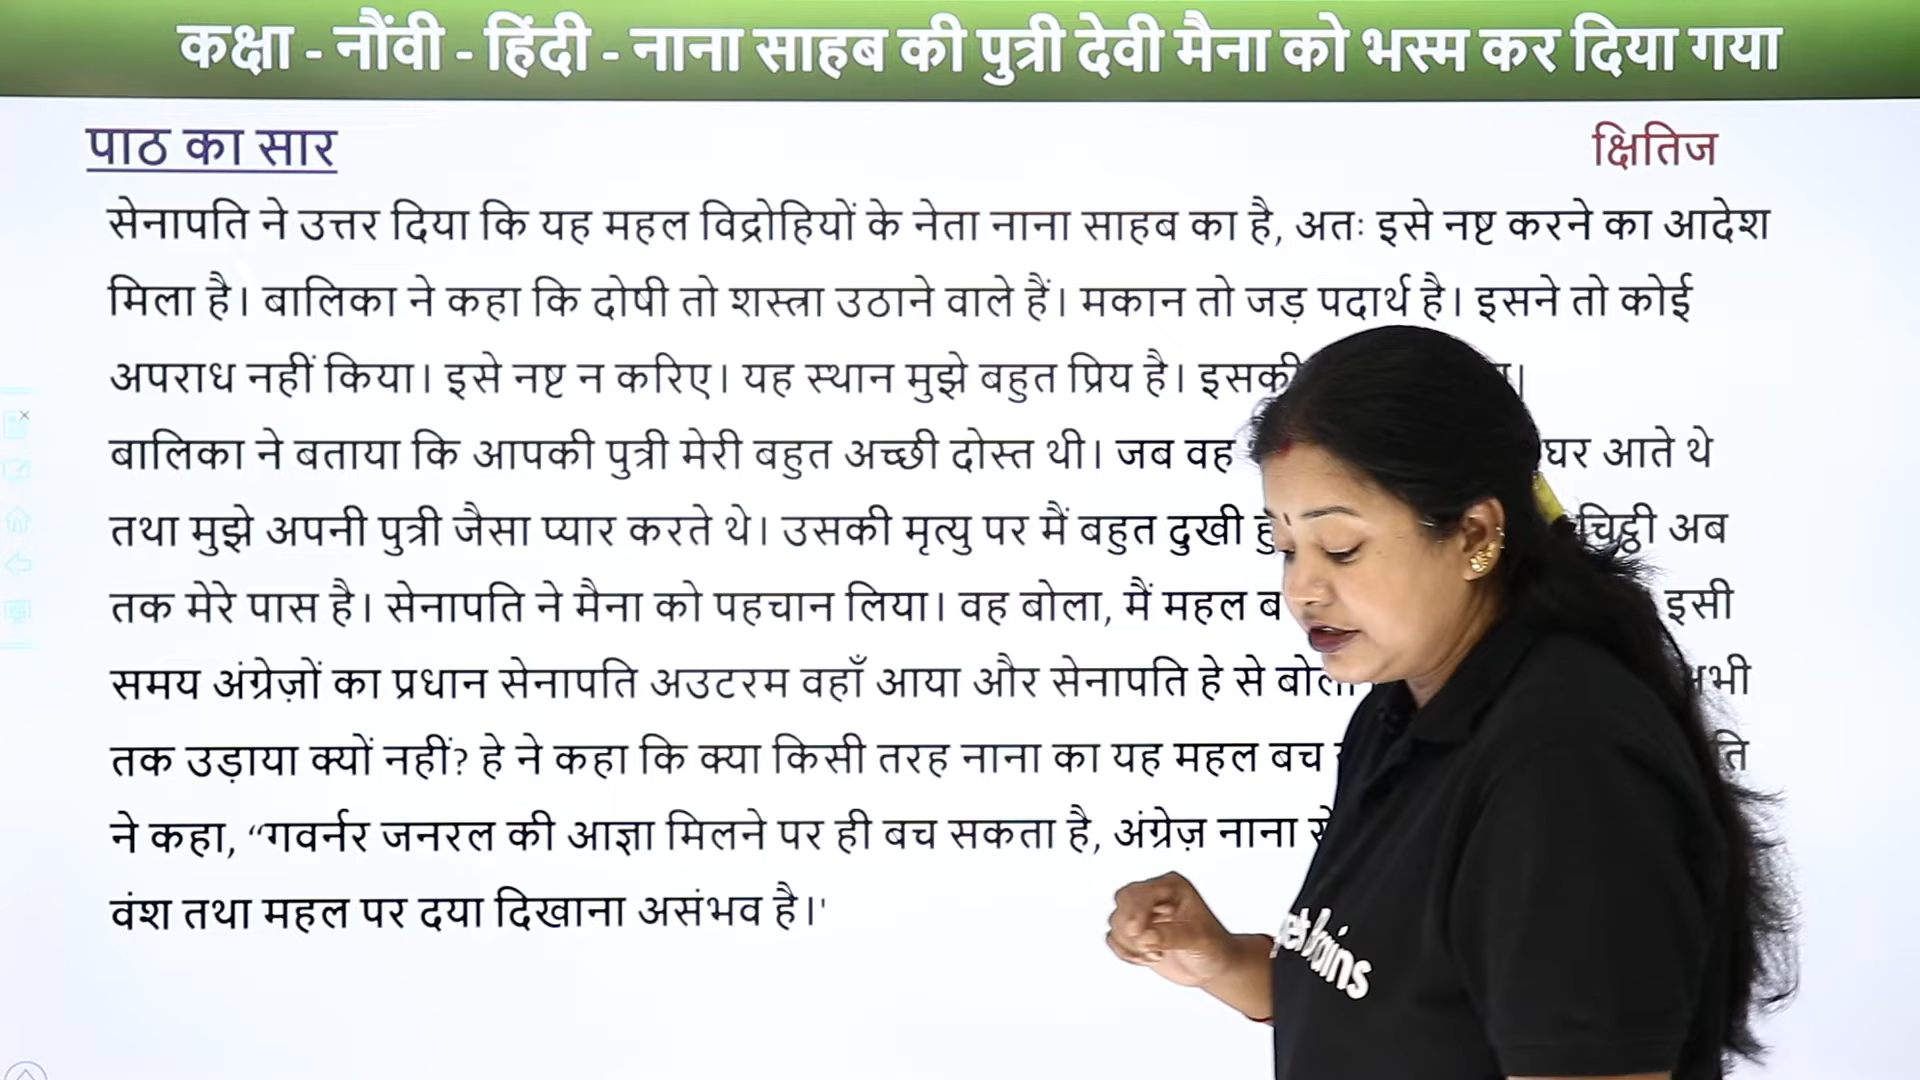 कक्षा - नौंवी - हिंदी - नाना साहब की पुत्री देवी मैना को भस्म कर दिया गया
पाठ का सार
क्षितिज
सेनापति ने उत्तर दिया कि यह महल विद्रोहियों के नेता नाना साहब का है, अतः इसे नष्ट करने का आदेश
मिला है। बालिका ने कहा कि दोषी तो शस्त्रा उठाने वाले हैं। मकान तो जड़ पदार्थ है। इसने तो कोई
अपराध नहीं किया। इसे नष्ट न करिए। यह स्थान मुझे बहुत प्रिय है। इसकी
बालिका ने बताया कि आपकी पुत्री मेरी बहुत अच्छी दोस्त थी। जब वह घर आते थे
तथा मुझे अपनी पुत्री जैसा प्यार करते थे। उसकी मृत्यु पर मैं बहुत दुखी चिट्ठी अब
तक मेरे पास है। सेनापति ने मैना को पहचान लिया। वह बोला, मैं महल इसी
समय अंग्रेज़ों का प्रधान सेनापति अउटरम वहाँ आया और सेनापति हे से
तक उड़ाया क्यों नहीं? हे ने कहा कि क्या किसी तरह नाना का यह महल बच
ने कहा, “गवर्नर जनरल की आज्ञा मिलने पर ही बच सकता है, अंग्रेज़ नाना
वंश तथा महल पर दया दिखाना असंभव है।'